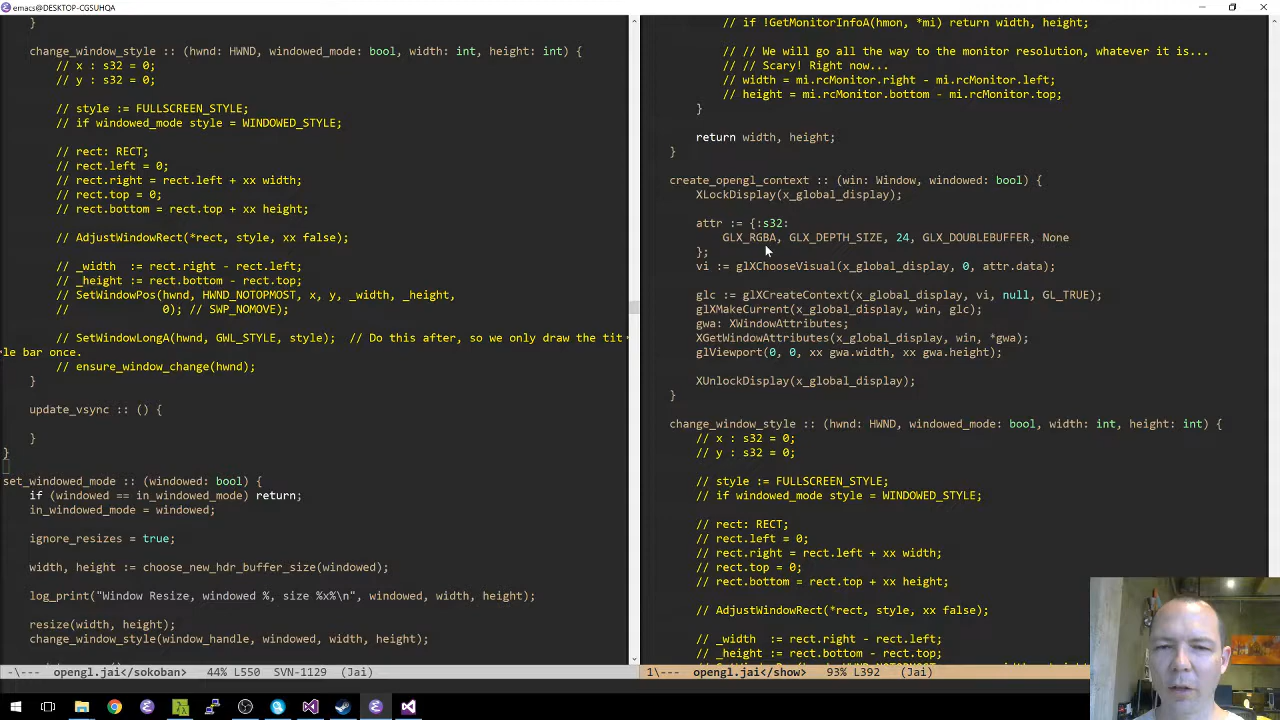 emacs@DESKTOP-CGSUHQA
}
change_window_style :: (hwnd: HWND, windowed_mode: bool, width: int, height: int) {
// x : s32 = 0;
// y : s32 = 0;
// style := FULLSCREEN_STYLE;
// if windowed_mode style = WINDOWED_STYLE;
// rect: RECT;
// rect.left = 0;
// rect.right = rect.left + xx width;
// rect.top = 0;
// rect.bottom = rect.top + xx height;
// AdjustWindowRect(*rect, style, xx false);
// _width  := rect.right - rect.left;
// _height := rect.bottom - rect.top;
// SetWindowPos(hwnd, HWND_NOTOPMOST, x, y, _width, _height,
//              0); // SWP_NOMOVE);
// SetWindowLongA(hwnd, GWL_STYLE, style);  // Do this after, so we only draw the tit
le bar once.
// ensure_window_change(hwnd);
}
update_vsync :: () {
}
}
set_windowed_mode :: (windowed: bool) {
if (windowed == in_windowed_mode) return;
in_windowed_mode = windowed;
ignore_resizes = true;
width, height := choose_new_hdr_buffer_size(windowed);
log_print("Window Resize, windowed %, size %x%\n", windowed, width, height);
resize(width, height);
change_window_style(window_handle, windowed, width, height);
-\--- opengl.jai</sokoban> 44% L550 SVN-1129 (Jai)
// if !GetMonitorInfoA(hmon, *mi) return width, height;
// // We will go all the way to the monitor resolution, whatever it is...
// // Scary! Right now...
// width = mi.rcMonitor.right - mi.rcMonitor.left;
// height = mi.rcMonitor.bottom - mi.rcMonitor.top;
}
return width, height;
}
create_opengl_context :: (win: Window, windowed: bool) {
XLockDisplay(x_global_display);
attr := {:s32:
GLX_RGBA, GLX_DEPTH_SIZE, 24, GLX_DOUBLEBUFFER, None
};
vi := glXChooseVisual(x_global_display, 0, attr.data);
glc := glXCreateContext(x_global_display, vi, null, GL_TRUE);
glXMakeCurrent(x_global_display, win, glc);
gwa: XWindowAttributes;
XGetWindowAttributes(x_global_display, win, *gwa);
glViewport(0, 0, xx gwa.width, xx gwa.height);
XUnlockDisplay(x_global_display);
}
change_window_style :: (hwnd: HWND, windowed_mode: bool, width: int, height: int) {
// x : s32 = 0;
// y : s32 = 0;
// style := FULLSCREEN_STYLE;
// if windowed_mode style = WINDOWED_STYLE;
// rect: RECT;
// rect.left = 0;
// rect.right = rect.left + xx width;
// rect.top = 0;
// rect.bottom = rect.top + xx height;
// AdjustWindowRect(*rect, style, xx false);
// _width  := rect.right - rect.left;
// _height := rect.bottom - rect.top;
1\--- opengl.jai</show> 93% L392 (Jai)